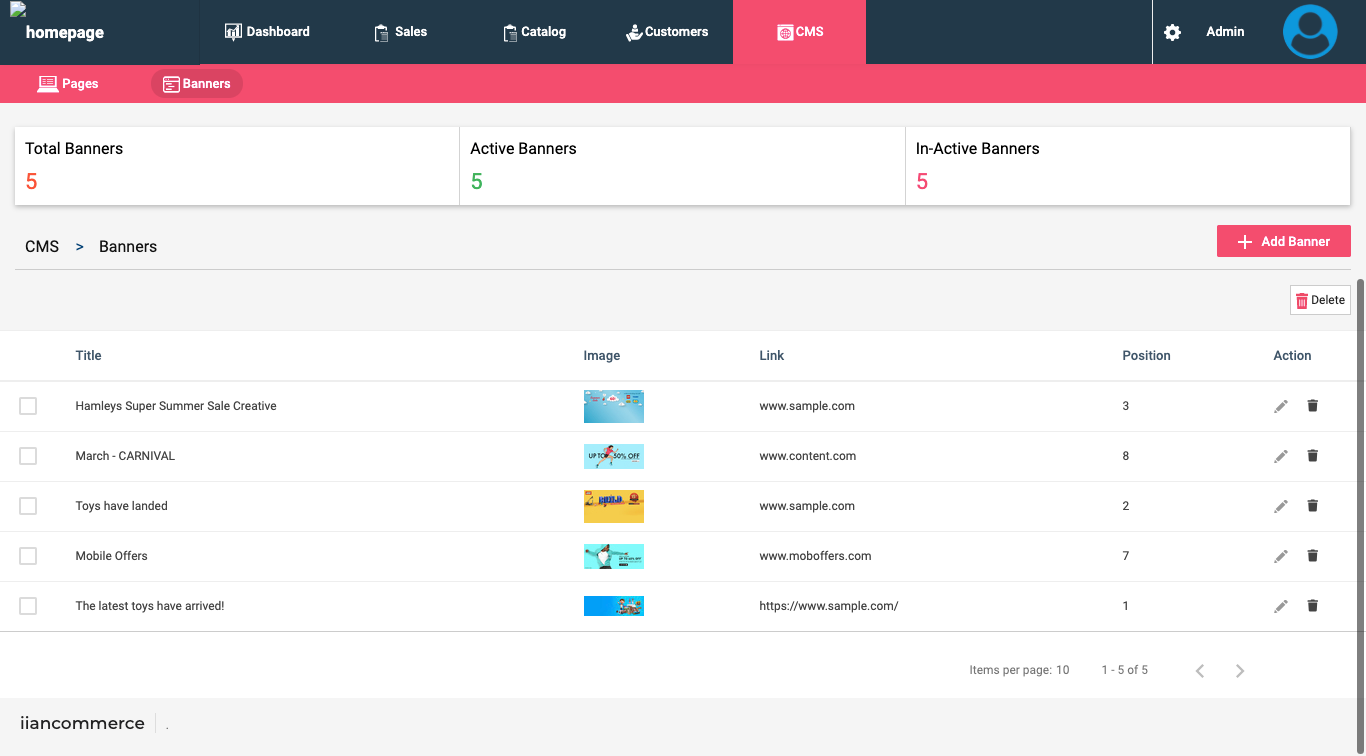 homepage
Dashboard Sales Catalog Customers CMS Admin
Pages Banners
Total Banners Active Banners In-Active Banners
5 5 5
CMS > Banners Add Banner
Delete
Title Image Link Position Action
Hamleys Super Summer Sale Creative www.sample.com 3
March - CARNIVAL UP TO 50% OFF www.content.com 8
Toys have landed BUILD www.sample.com 2
Mobile Offers www.moboffers.com 7
The latest toys have arrived! https://www.sample.com/ 1
Items per page: 10 1 - 5 of 5
iiancommerce .